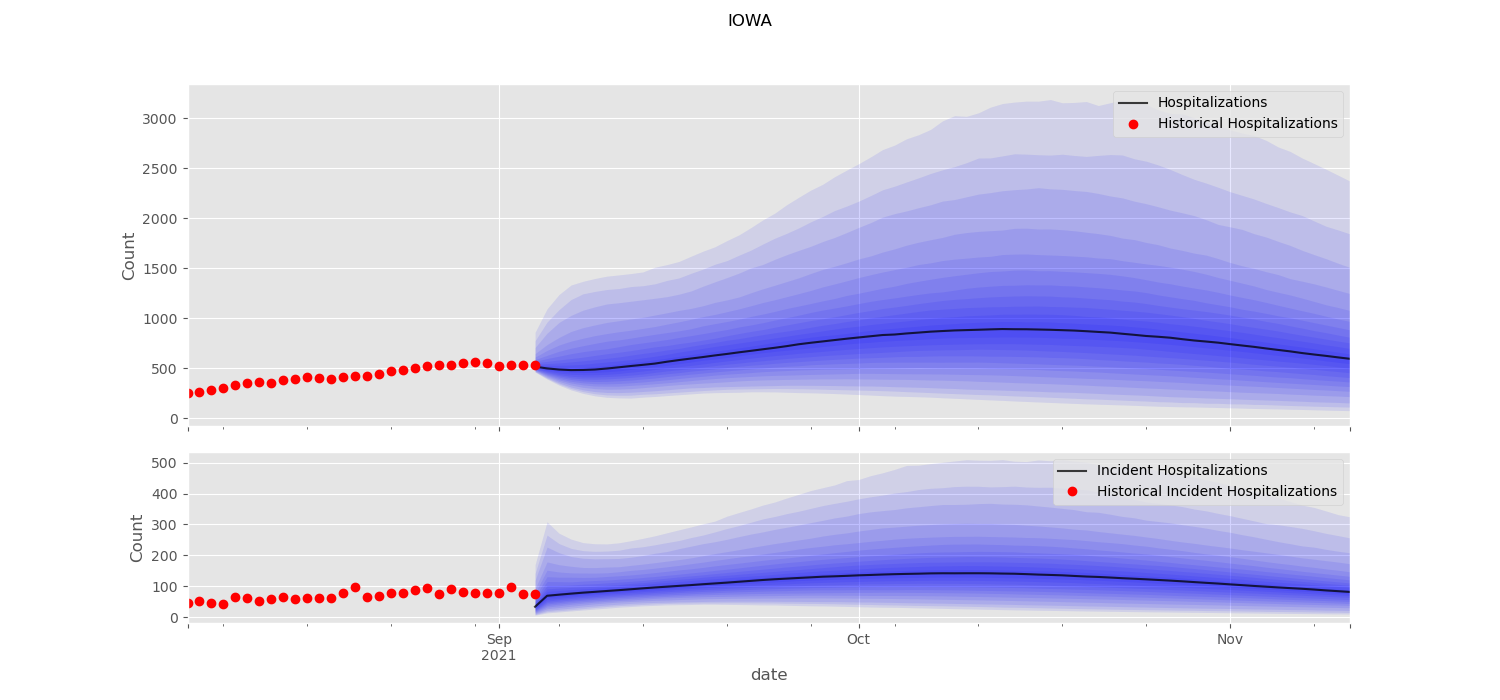 IOWA
Hospitalizations
Historical Hospitalizations
3000
2500
2000
1500
1000
500
0
Count
Incident Hospitalizations
Historical Incident Hospitalizations
500
400
300
200
100
0
Count
Sep
2021
Oct
Nov
date